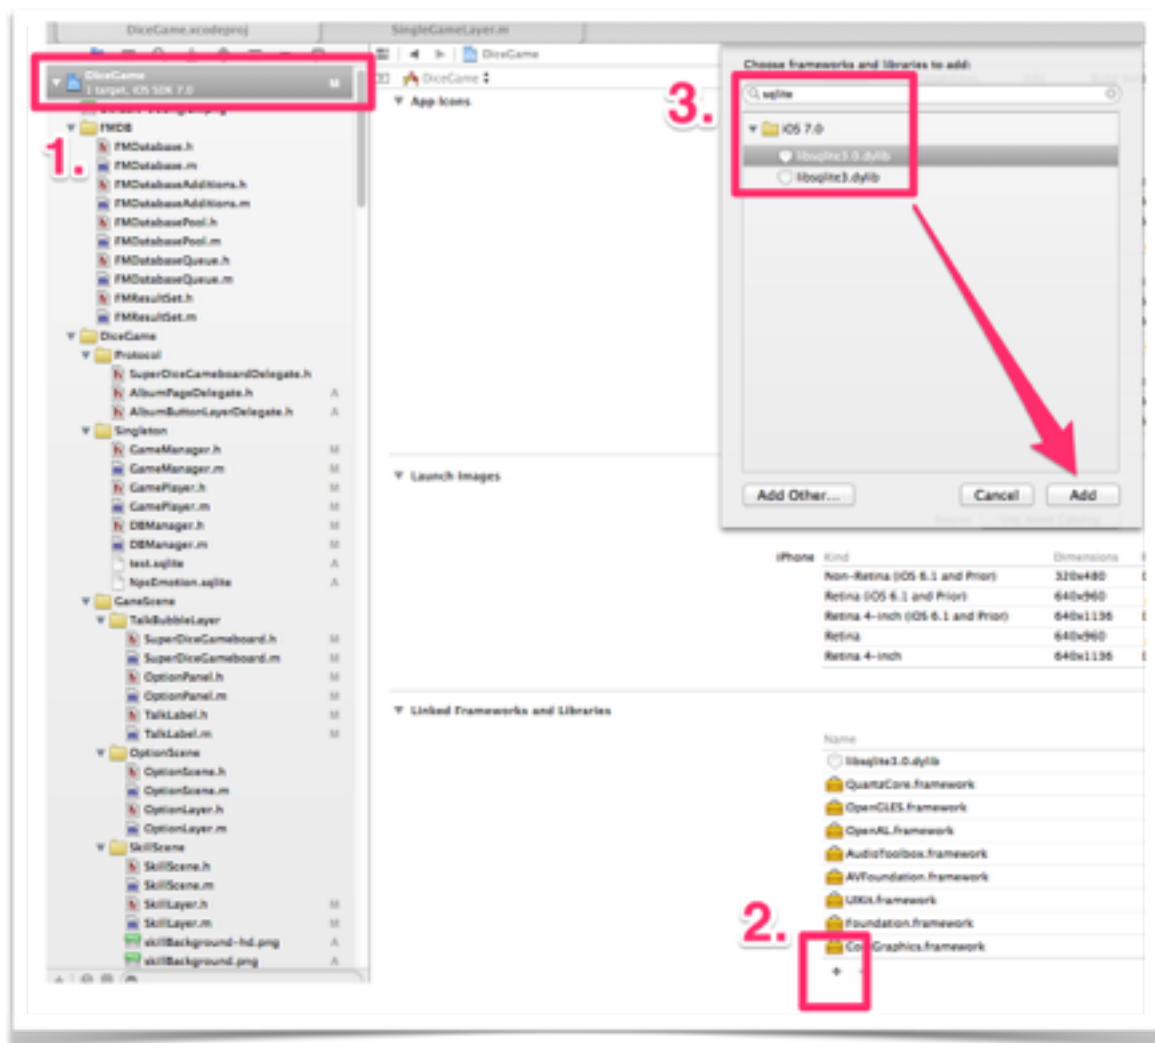 DiceGame.xcodeproj
SingleGameLayer.m
DiceGame
1 target, iOS SDK 7.0
M
1.
FMDB
FMDatabase.h
FMDatabase.m
FMDatabaseAdditions.h
FMDatabaseAdditions.m
FMDatabasePool.h
FMDatabasePool.m
FMDatabaseQueue.h
FMDatabaseQueue.m
FMResultSet.h
FMResultSet.m
DiceGame
Protocol
SuperDiceGameboardDelegate.h
AlbumPageDelegate.h A
AlbumButtonLayerDelegate.h A
Singleton
GameManager.h M
GameManager.m M
GamePlayer.h M
GamePlayer.m M
DBManager.h M
DBManager.m M
test.sqlite A
NpsEmotion.sqlite A
GameScene
TalkBubbleLayer
SuperDiceGameboard.h M
SuperDiceGameboard.m M
OptionPanel.h M
OptionPanel.m M
TalkLabel.h M
TalkLabel.m M
OptionScene
OptionScene.h
OptionScene.m
OptionLayer.h
OptionLayer.m
SkillScene
SkillScene.h
SkillScene.m
SkillLayer.h M
SkillLayer.m M
skillBackground-hd.png A
skillBackground.png A
DiceGame
DiceGame
App Icons
Launch Images
iPhone Kind Dimensions
Non-Retina (iOS 6.1 and Prior) 320x480
Retina (iOS 6.1 and Prior) 640x960
Retina 4-inch (iOS 6.1 and Prior) 640x1136
Retina 640x960
Retina 4-inch 640x1136
Linked Frameworks and Libraries
Name
libsqlite3.0.dylib
QuartzCore.framework
OpenGLES.framework
OpenAL.framework
AudioToolbox.framework
AVFoundation.framework
UIKit.framework
Foundation.framework
CoreGraphics.framework
2.
+
3.
Choose frameworks and libraries to add:
sqlite
iOS 7.0
libsqlite3.0.dylib
libsqlite3.dylib
Add Other...
Cancel
Add